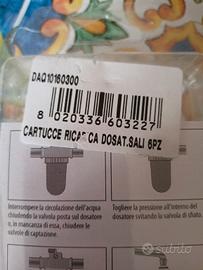 DAQ10160300
8 020336 603227
CARTUCCE RICAR CA DOSAT.SALI 6PZ
Interrompere la circolazione dell'acqua
chiudendo la valvola posta sul dosatore
o, in mancanza di essa, chiudere le
valvole di captazione.
Togliere la pressione all'interno del
dosatore svitando la valvola di sfiato.
subito